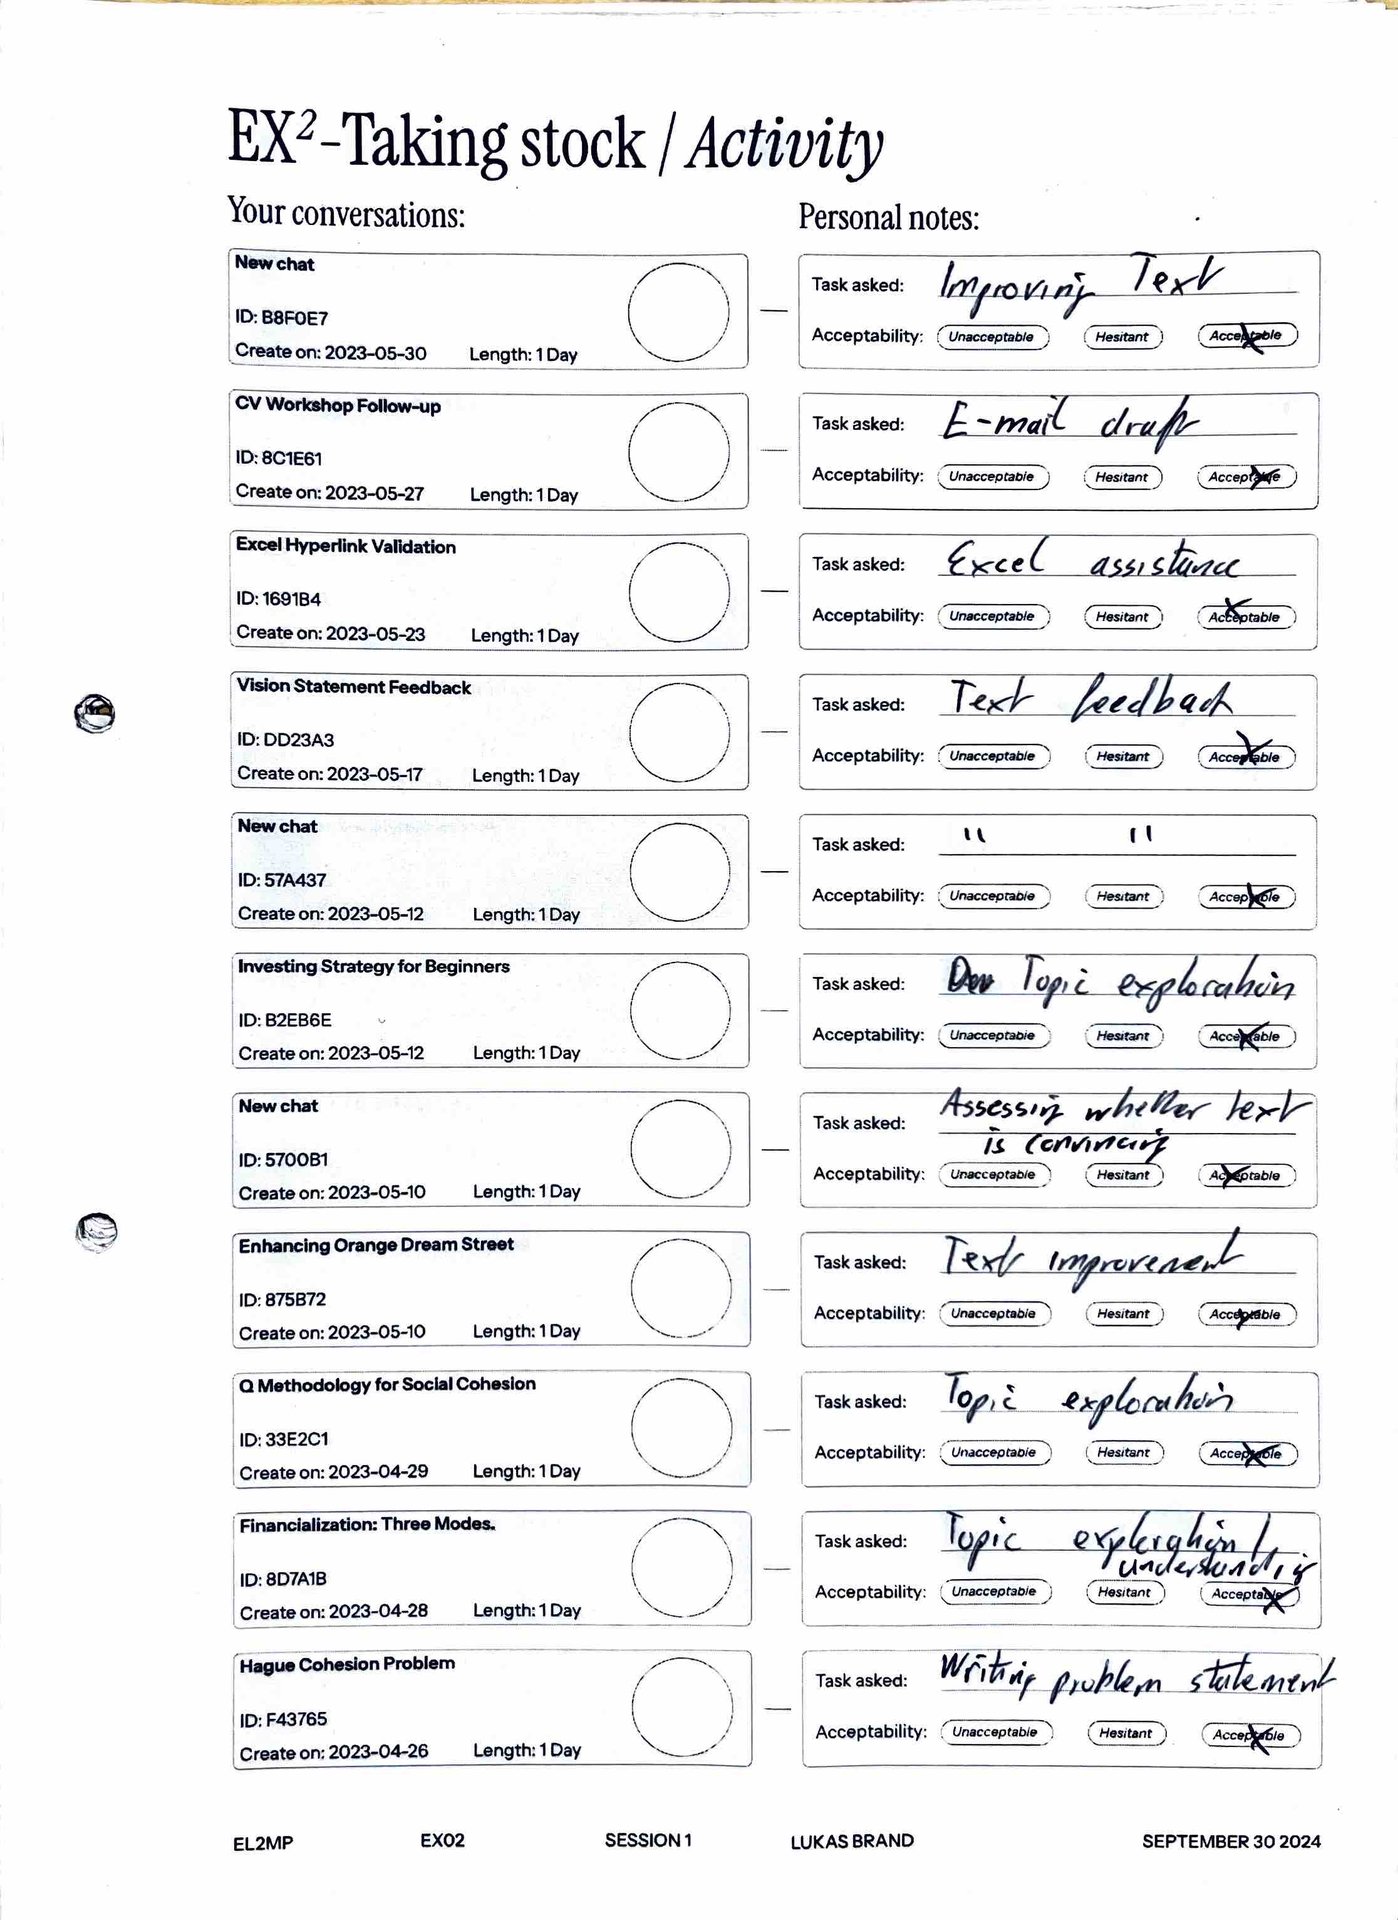 EX²-Taking stock / Activity
Your conversations:
Personal notes:
New chat
ID: B8F0E7
Create on: 2023-05-30 Length: 1 Day
Task asked: Improving Text
Acceptability: Unacceptable Hesitant Acceptable
CV Workshop Follow-up
ID: 8C1E61
Create on: 2023-05-27 Length: 1 Day
Task asked: E-mail draft
Acceptability: Unacceptable Hesitant Acceptable
Excel Hyperlink Validation
ID: 1691B4
Create on: 2023-05-23 Length: 1 Day
Task asked: Excel assistance
Acceptability: Unacceptable Hesitant Acceptable
Vision Statement Feedback
ID: DD23A3
Create on: 2023-05-17 Length: 1 Day
Task asked: Text feedback
Acceptability: Unacceptable Hesitant Acceptable
New chat
ID: 57A437
Create on: 2023-05-12 Length: 1 Day
Task asked: " "
Acceptability: Unacceptable Hesitant Acceptable
Investing Strategy for Beginners
ID: B2EB6E
Create on: 2023-05-12 Length: 1 Day
Task asked: Topic exploration
Acceptability: Unacceptable Hesitant Acceptable
New chat
ID: 5700B1
Create on: 2023-05-10 Length: 1 Day
Task asked: Assessing whether text
is convincing
Acceptability: Unacceptable Hesitant Acceptable
Enhancing Orange Dream Street
ID: 875B72
Create on: 2023-05-10 Length: 1 Day
Task asked: Text improvement
Acceptability: Unacceptable Hesitant Acceptable
Q Methodology for Social Cohesion
ID: 33E2C1
Create on: 2023-04-29 Length: 1 Day
Task asked: Topic exploration
Acceptability: Unacceptable Hesitant Acceptable
Financialization: Three Modes.
ID: 8D7A1B
Create on: 2023-04-28 Length: 1 Day
Task asked: Topic exploration /
understanding
Acceptability: Unacceptable Hesitant Acceptable
Hague Cohesion Problem
ID: F43765
Create on: 2023-04-26 Length: 1 Day
Task asked: Writing problem statement
Acceptability: Unacceptable Hesitant Acceptable
EL2MP EX02 SESSION 1 LUKAS BRAND SEPTEMBER 30 2024